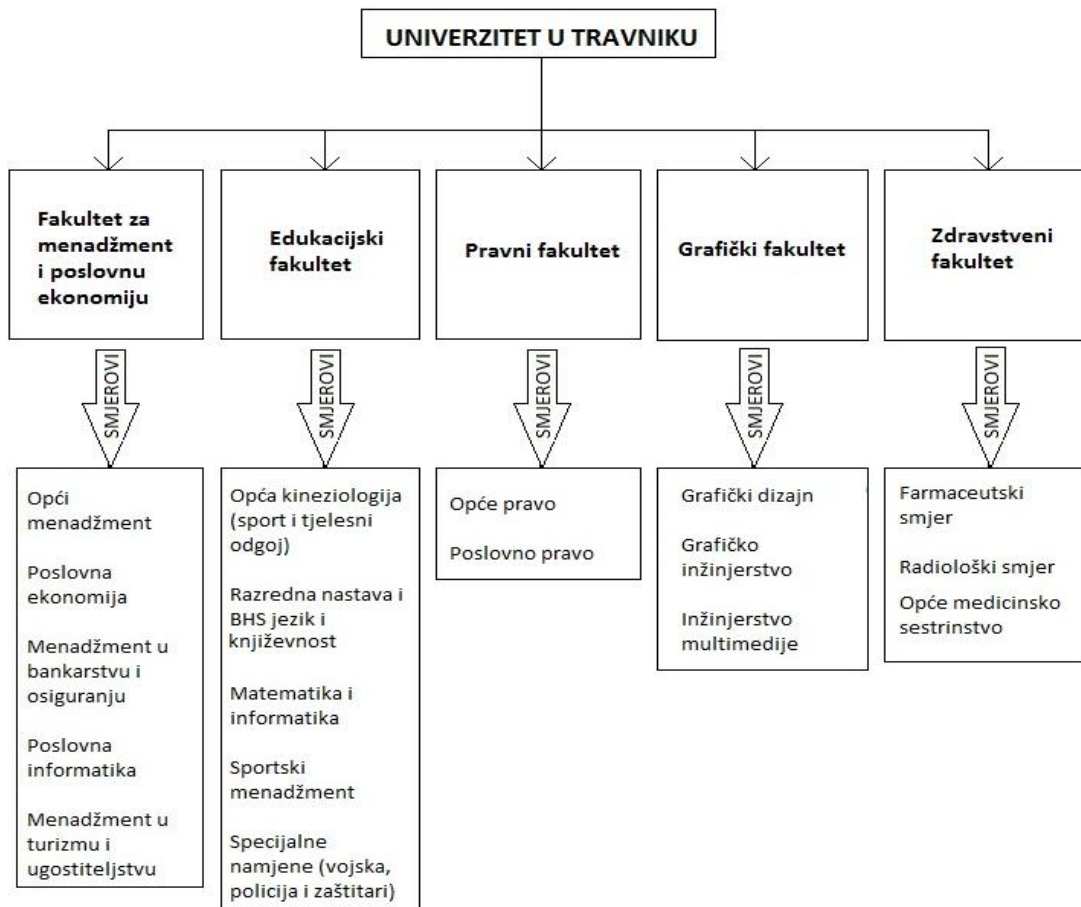 UNIVERZITET U TRAVNIKU
Fakultet za
menadžment
i poslovnu
ekonomiju
Edukacijski
fakultet
Pravni fakultet
Grafički fakultet
Zdravstveni
fakultet
SMJEROVI
SMJEROVI
SMJEROVI
SMJEROVI
SMJEROVI
Opći
menadžment
Poslovna
ekonomija
Menadžment u
bankarstvu i
osiguranju
Poslovna
informatika
Menadžment u
turizmu i
ugostiteljstvu
Opća kineziologija
(sport i tjelesni
odgoj)
Razredna nastava i
BHS jezik i
književnost
Matematika i
informatika
Sportski
menadžment
Specijalne
namjene (vojska,
policija i zaštitari)
Opće pravo
Poslovno pravo
Grafički dizajn
Grafičko
inžinjerstvo
Inžinjerstvo
multimedije
Farmaceutski
smjer
Radiološki smjer
Opće medicinsko
sestrinstvo